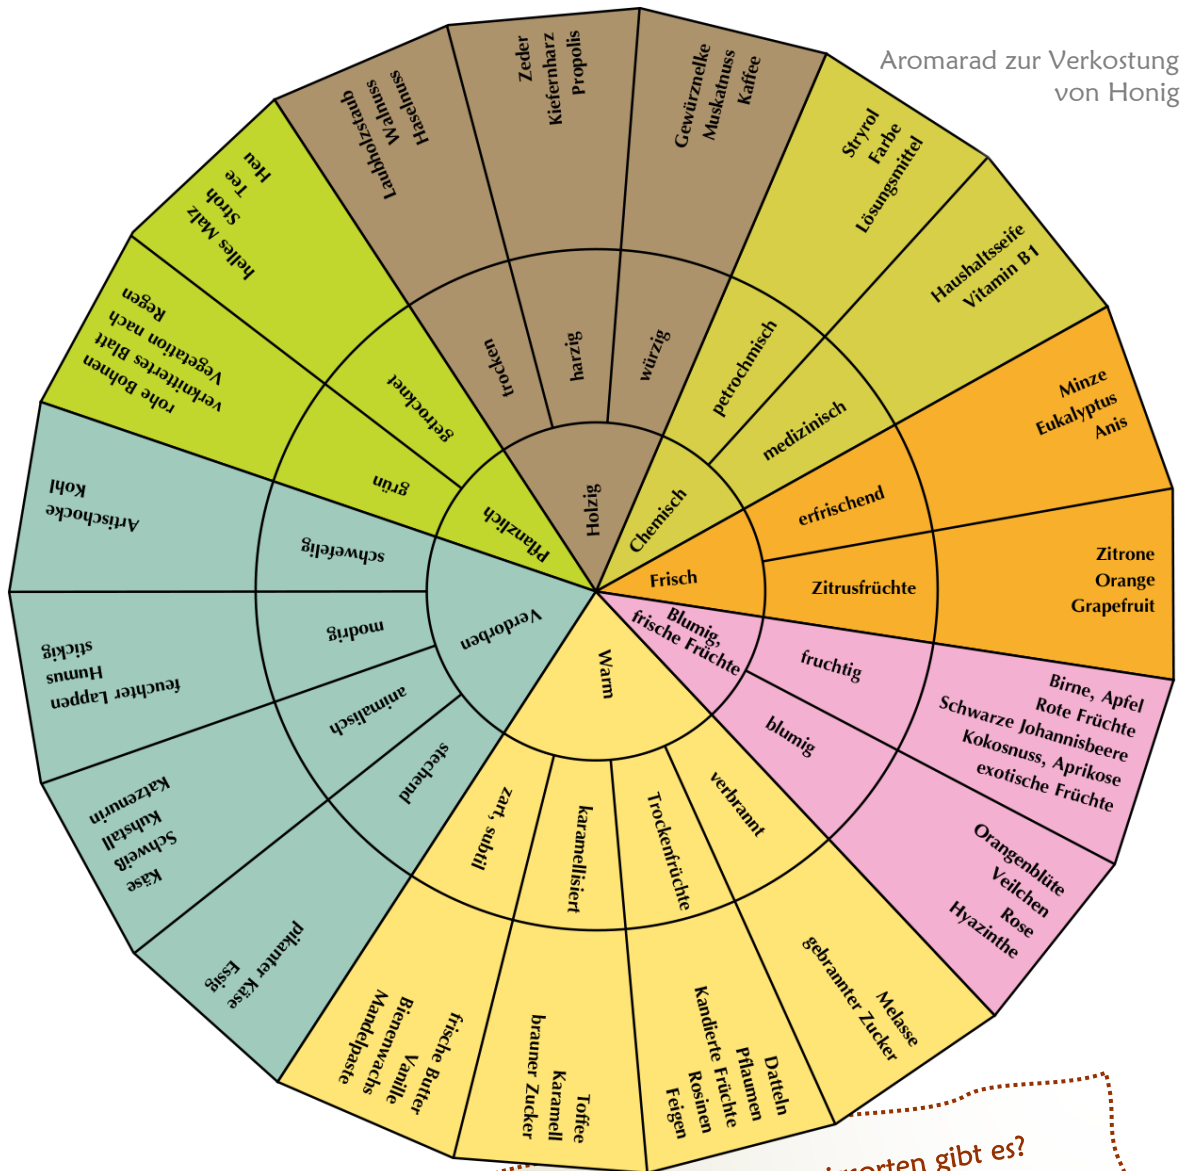 Aromarad zur Verkostung
von Honig
Holzig
trocken
Laubholzstaub
Walnuss
Haselnuss
harzig
Zeder
Kiefernharz
Propolis
würzig
Gewürznelke
Muskatnuss
Kaffee
Chemisch
petrochmisch
Stryrol
Farbe
Lösungsmittel
medizinisch
Haushaltsseife
Vitamin B1
Frisch
erfrischend
Minze
Eukalyptus
Anis
Zitrusfrüchte
Zitrone
Orange
Grapefruit
Blumig,
frische Früchte
fruchtig
Birne, Apfel
Rote Früchte
Schwarze Johannisbeere
Kokosnuss, Aprikose
exotische Früchte
blumig
Orangenblüte
Veilchen
Rose
Hyazinthe
Warm
verbrannt
Melasse
gebrannter Zucker
Trockenfrüchte
Datteln
Pflaumen
Kandierte Früchte
Rosinen
Feigen
karamellisiert
Toffee
Karamell
brauner Zucker
zart, subtil
frische Butter
Vanille
Bienenwachs
Mandelpaste
Verdorben
stechend
pikanter Käse
Essig
animalisch
Käse
Schweiß
Kuhstall
Katzenurin
modrig
feuchter Lappen
Humus
stickig
schwefelig
Artischocke
Kohl
Pflanzlich
grün
rohe Bohnen
verknittertes Blatt
Vegetation nach
Regen
getrocknet
helles Malz
Stroh
Tee
Heu
gibt es?